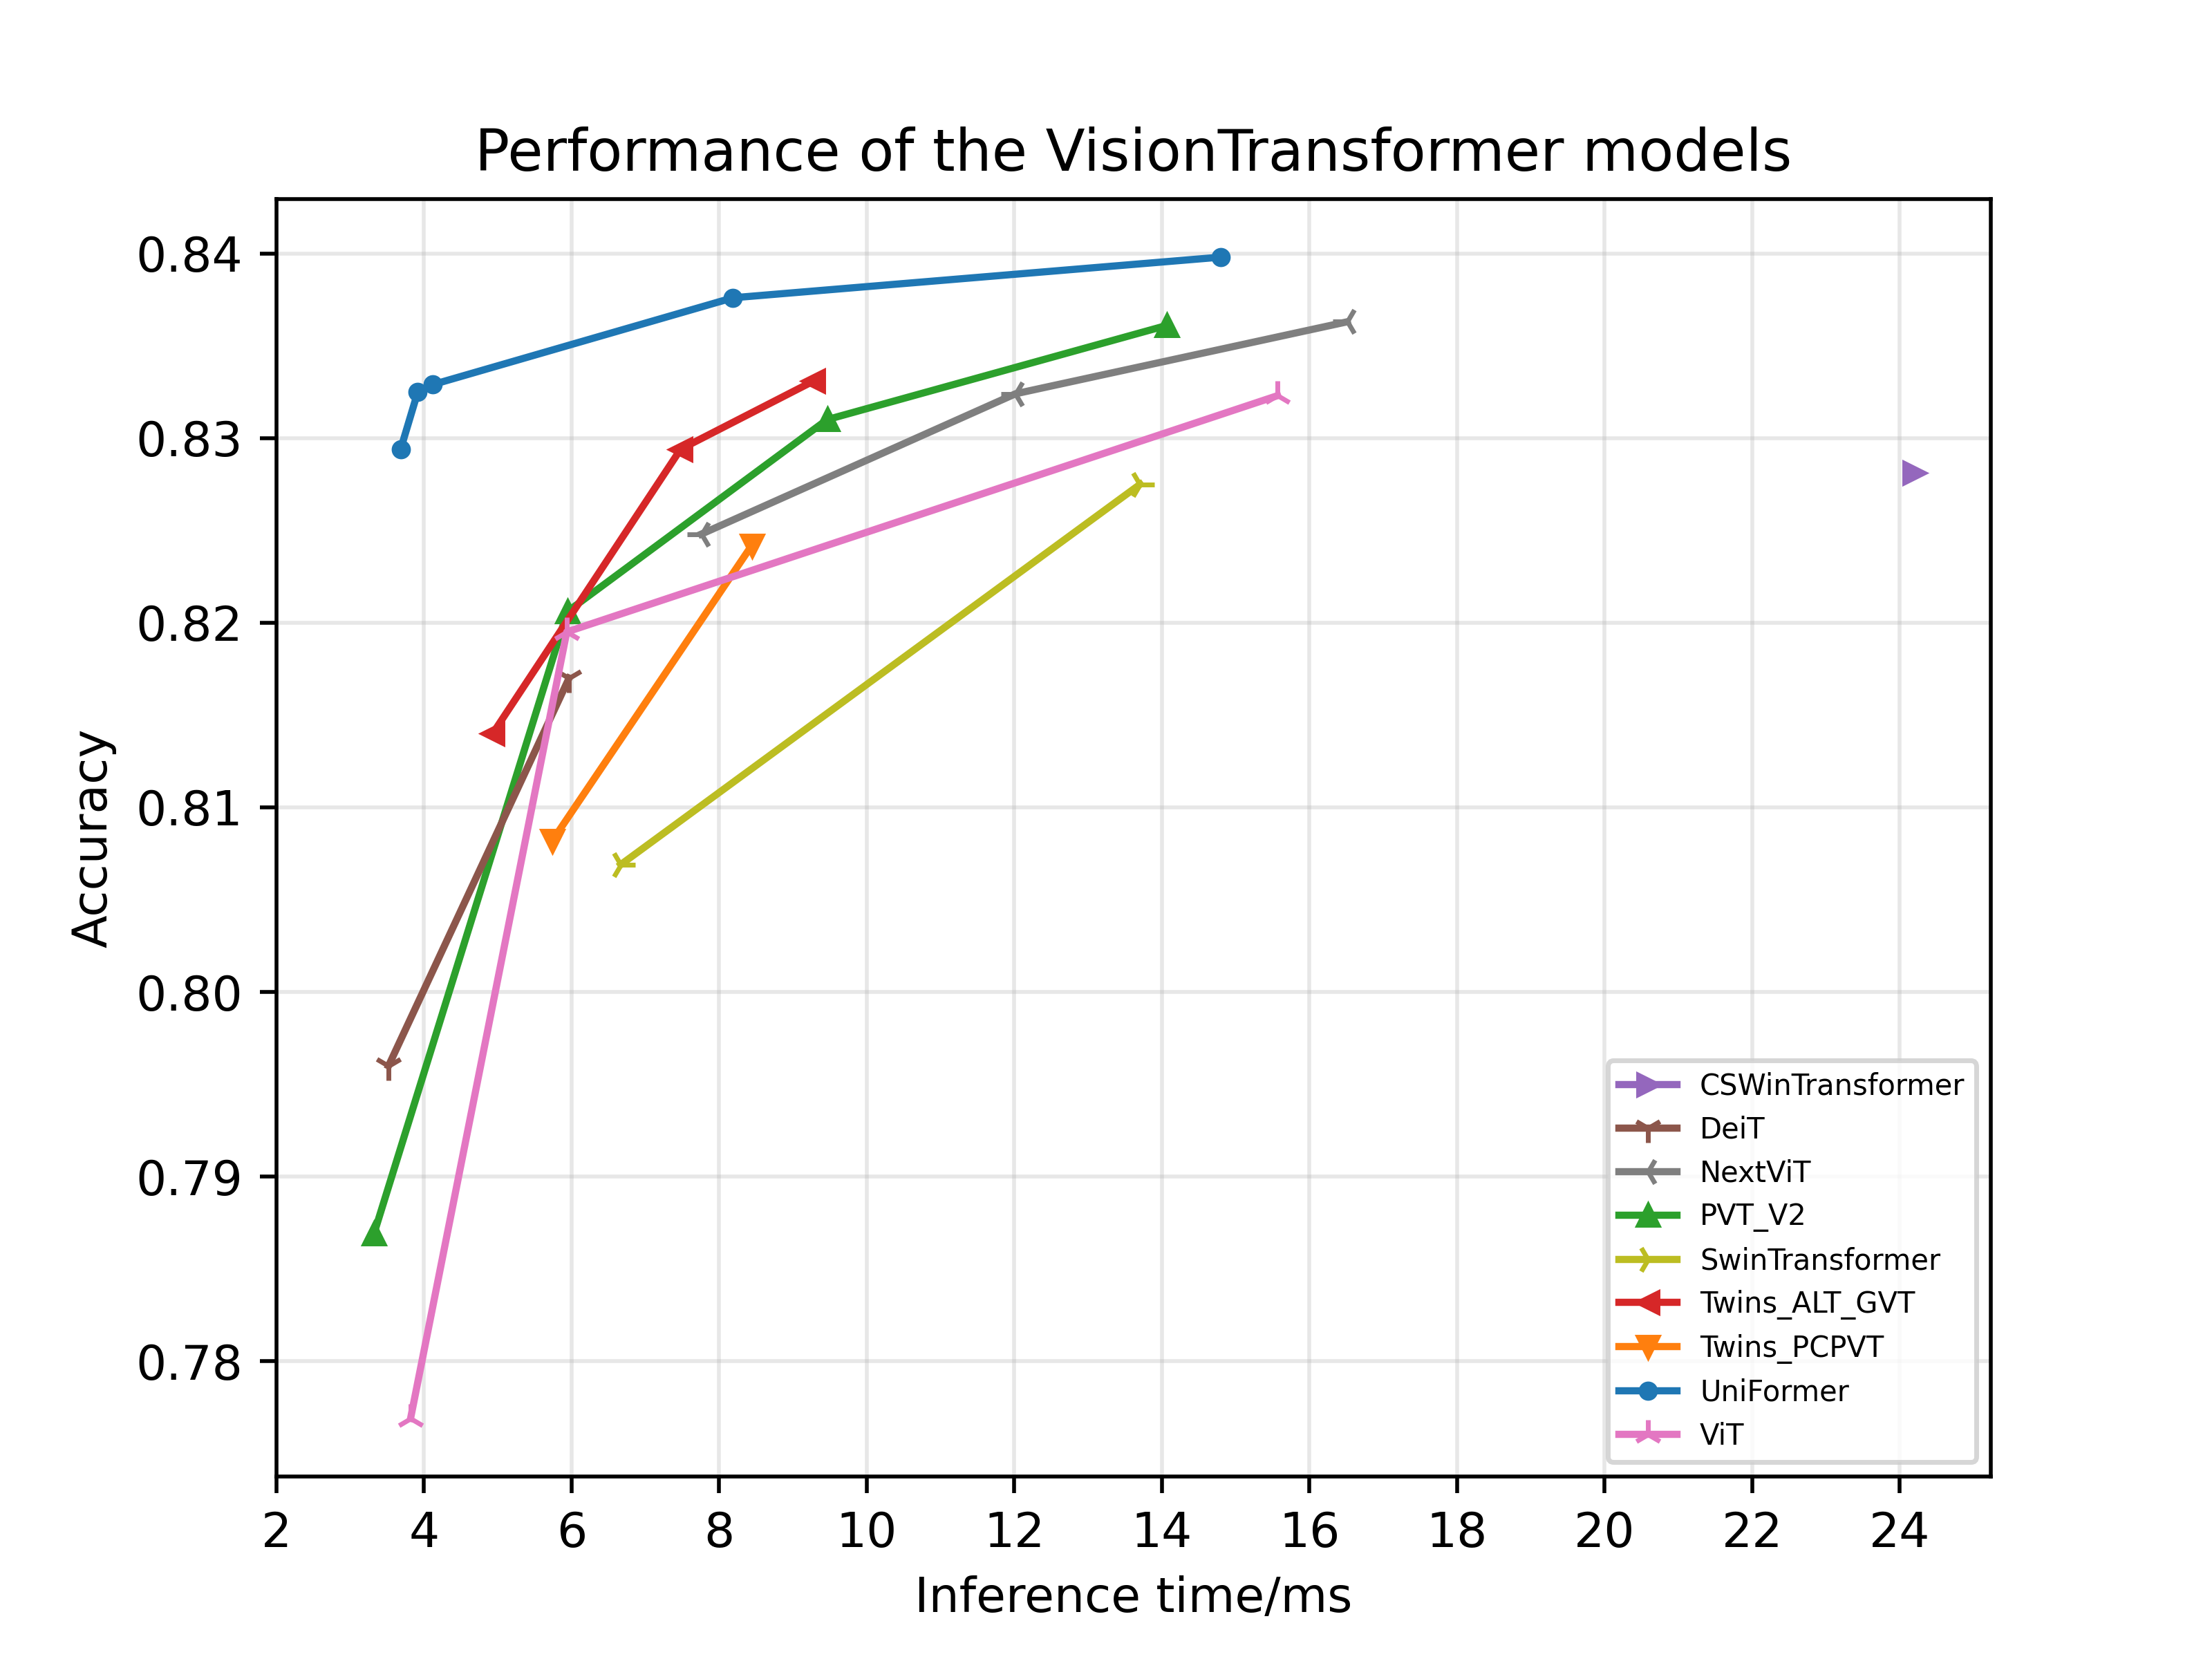 Performance of the VisionTransformer models
Accuracy
0.84
0.83
0.82
0.81
0.80
0.79
0.78
2 4 6 8 10 12 14 16 18 20 22 24
Inference time/ms
CSWinTransformer
DeiT
NextViT
PVT_V2
SwinTransformer
Twins_ALT_GVT
Twins_PCPVT
UniFormer
ViT